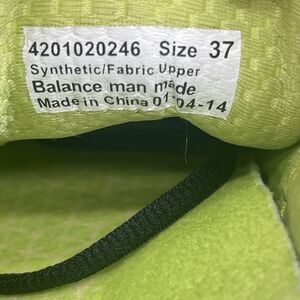 4201020246 Size 37
Synthetic/Fabric Upper
Balance man made
Made in China 01-04-14